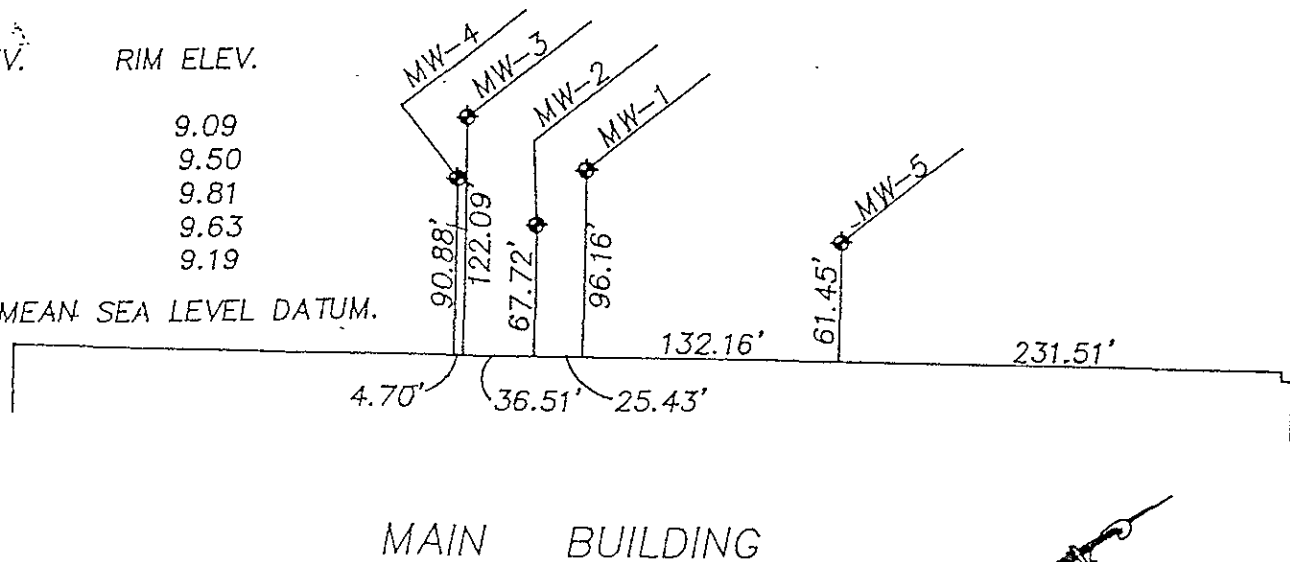 V. RIM ELEV.
9.09
9.50
9.81
9.63
9.19
MEAN SEA LEVEL DATUM.
MW-4
MW-3
MW-2
MW-1
MW-5
90.88'
122.09'
67.72'
96.16'
61.45'
132.16'
231.51'
4.70'
36.51'
25.43'
MAIN BUILDING